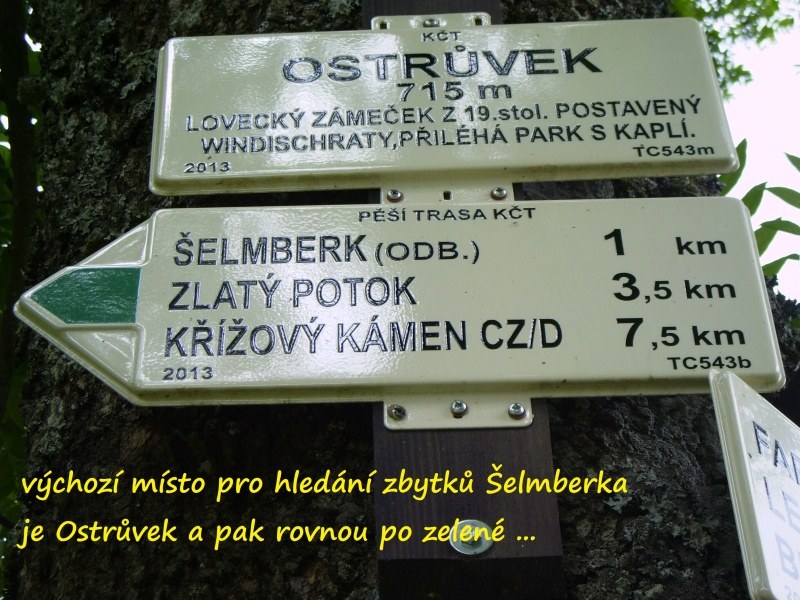 KČT
OSTRŮVEK
715 m
LOVECKÝ ZÁMEČEK Z 19.stol. POSTAVENÝ
WINDISCHRATY,PŘILÉHÁ PARK S KAPLÍ.
2013 TC543m
PĚŠÍ TRASA KČT
ŠELMBERK (ODB.) 1 km
ZLATÝ POTOK 3,5 km
KŘÍŽOVÝ KÁMEN CZ/D 7,5 km
2013 TC543b
výchozí místo pro hledání zbytků Šelmberka
je Ostrůvek a pak rovnou po zelené ...